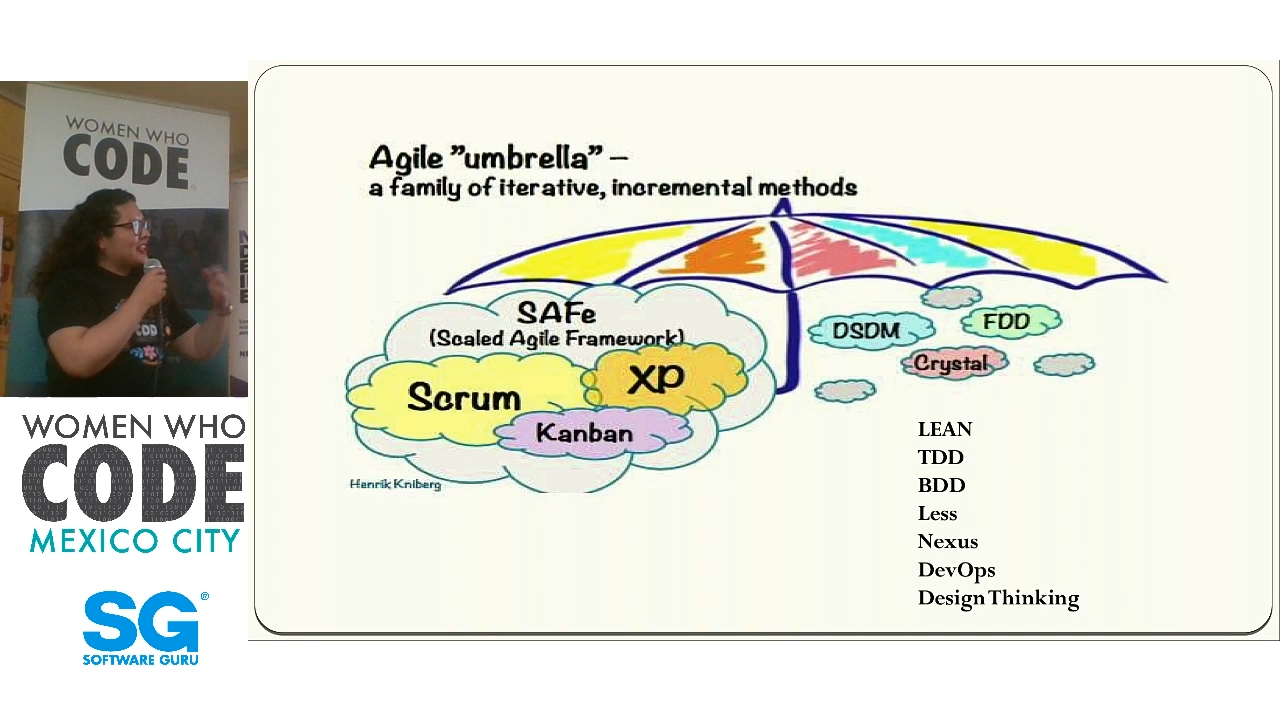 WOMEN WHO
CODE
CDD
WOMEN WHO
CODE
MEXICO CITY
SG®
SOFTWARE GURU
Agile ”umbrella” –
a family of iterative, incremental methods
SAFe
(Scaled Agile Framework)
Scrum
XP
Kanban
DSDM
FDD
Crystal
Henrik Kniberg
LEAN
TDD
BDD
Less
Nexus
DevOps
Design Thinking